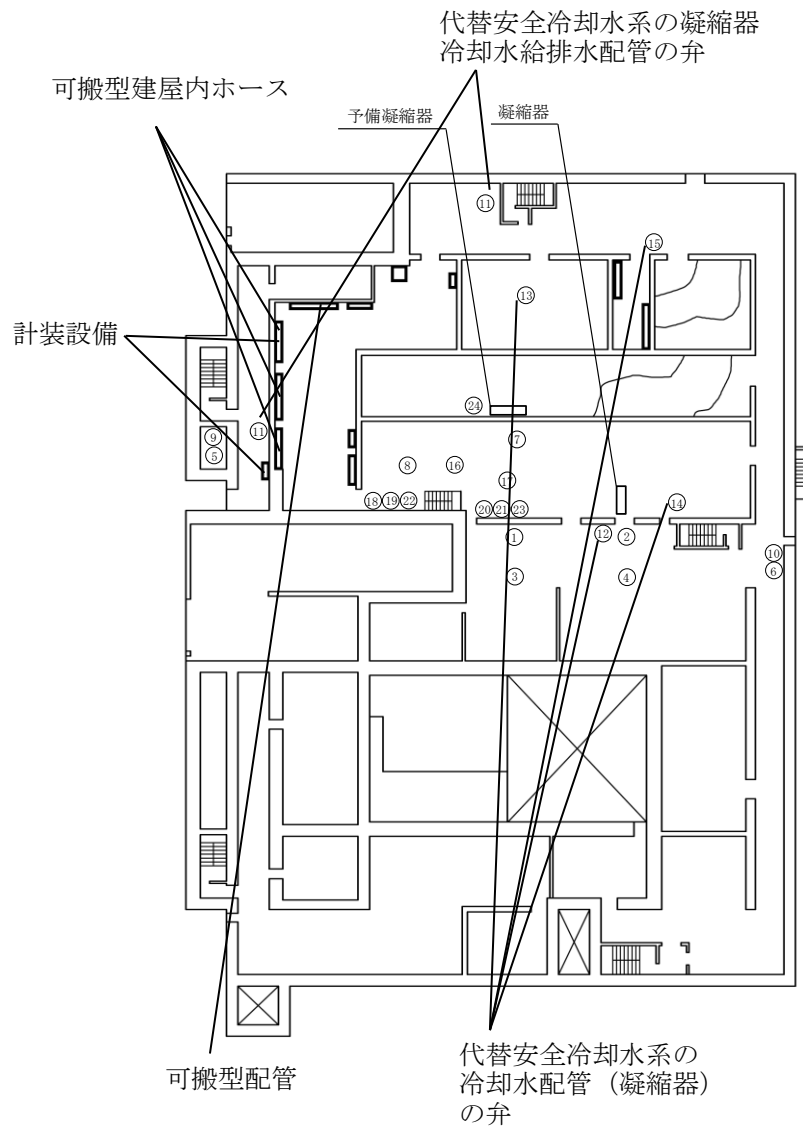 代替安全冷却水系の凝縮器
冷却水給排水配管の弁
可搬型建屋内ホース
予備凝縮器
凝縮器
⑪
⑮
⑬
計装設備
㉔
⑪
⑨
⑤
⑦
⑧
⑯
⑰
⑱⑲㉒
⑳㉑㉓
⑭
①
⑫
②
⑩
③
④
⑥
可搬型配管
代替安全冷却水系の
冷却水配管（凝縮器）
の弁